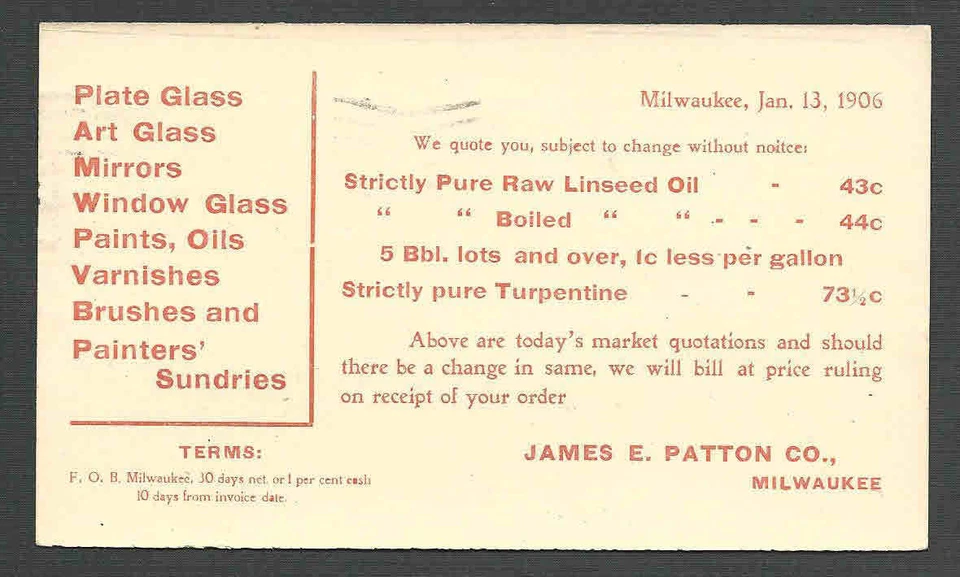 Plate Glass
Art Glass
Mirrors
Window Glass
Paints, Oils
Varnishes
Brushes and
Painters'
Sundries
TERMS:
F. O. B. Milwaukee, 30 days net or 1 per cent cash
10 days from invoice date.
Milwaukee, Jan. 13, 1906
We quote you, subject to change without noitce:
Strictly Pure Raw Linseed Oil - 43c
“ “ Boiled “ “ - - - 44c
5 Bbl. lots and over, 1c less per gallon
Strictly pure Turpentine - - 73½c
Above are today's market quotations and should
there be a change in same, we will bill at price ruling
on receipt of your order
JAMES E. PATTON CO.,
MILWAUKEE